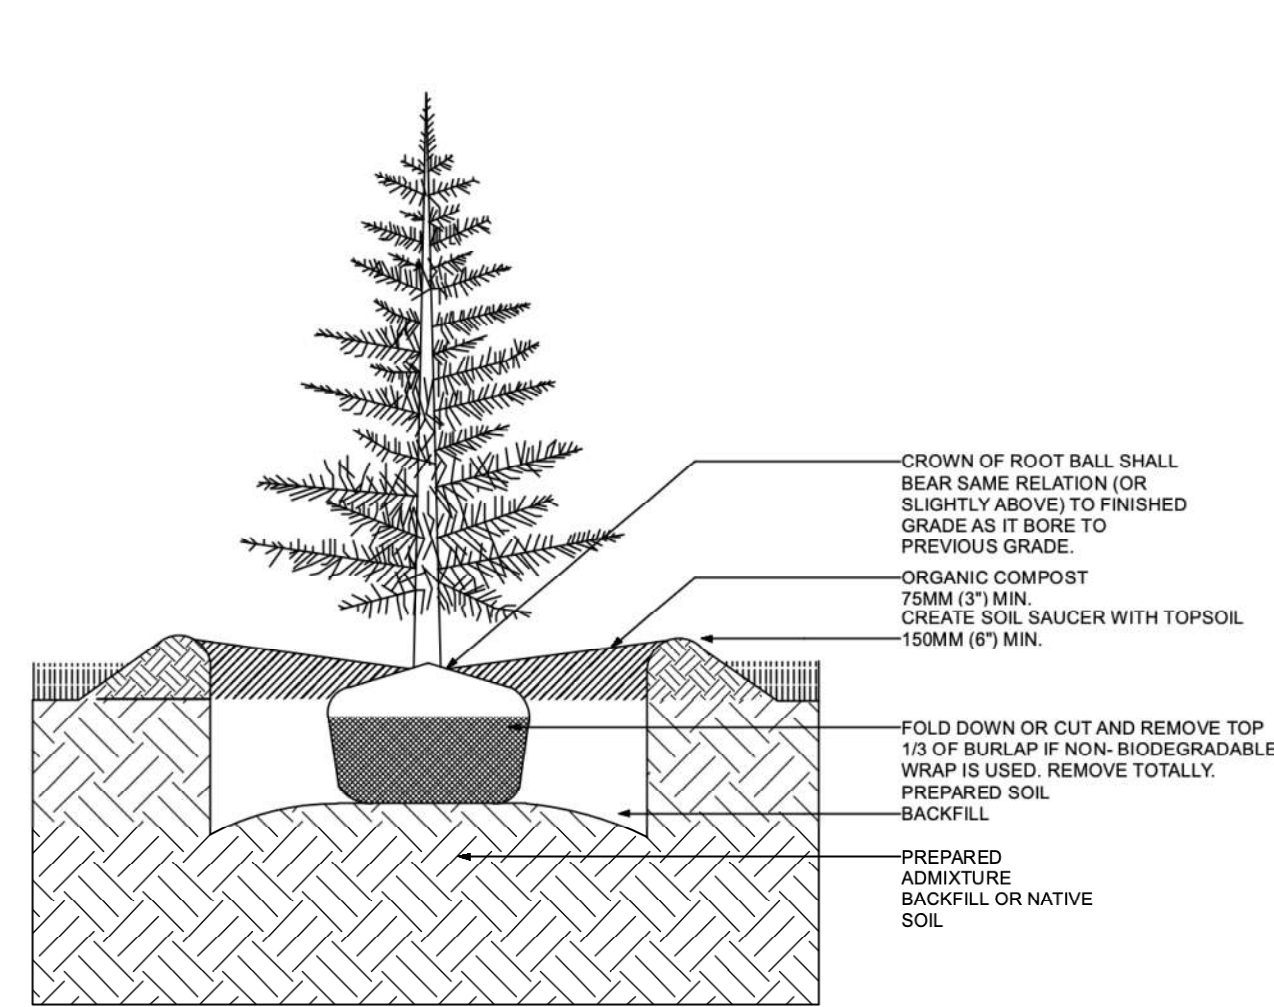 CROWN OF ROOT BALL SHALL
BEAR SAME RELATION (OR
SLIGHTLY ABOVE) TO FINISHED
GRADE AS IT BORE TO
PREVIOUS GRADE.
ORGANIC COMPOST
75MM (3") MIN.
CREATE SOIL SAUCER WITH TOPSOIL
150MM (6") MIN.
FOLD DOWN OR CUT AND REMOVE TOP
1/3 OF BURLAP IF NON- BIODEGRADABLE
WRAP IS USED. REMOVE TOTALLY.
PREPARED SOIL
BACKFILL
PREPARED
ADMIXTURE
BACKFILL OR NATIVE
SOIL